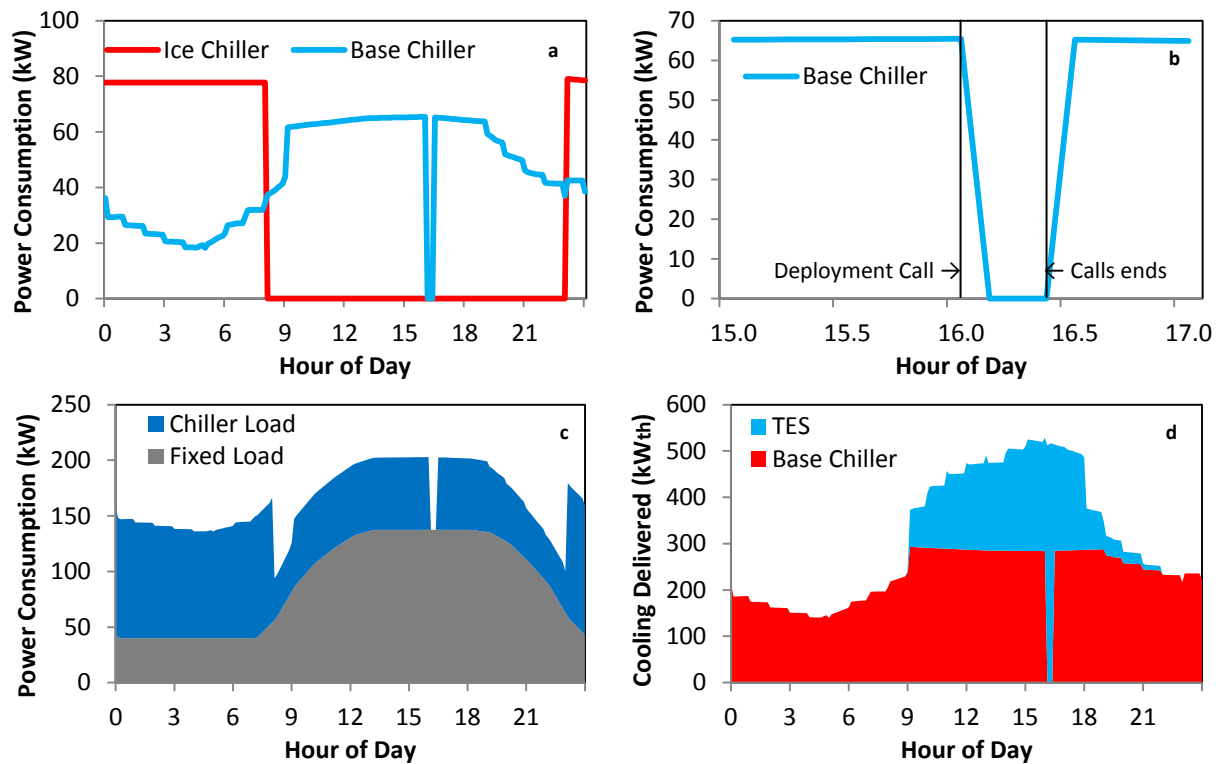 Power Consumption (kW)
100
80
60
40
20
0
Ice Chiller
Base Chiller
a
0 3 6 9 12 15 18 21
Hour of Day
Power Consumption (kW)
70
60
50
40
30
20
10
0
b
Base Chiller
Deployment Call
Calls ends
15.0 15.5 16.0 16.5 17.0
Hour of Day
Power Consumption (kW)
250
200
150
100
50
0
Chiller Load
Fixed Load
c
0 3 6 9 12 15 18 21
Hour of Day
Cooling Delivered (kWth)
600
500
400
300
200
100
0
TES
Base Chiller
d
0 3 6 9 12 15 18 21
Hour of Day